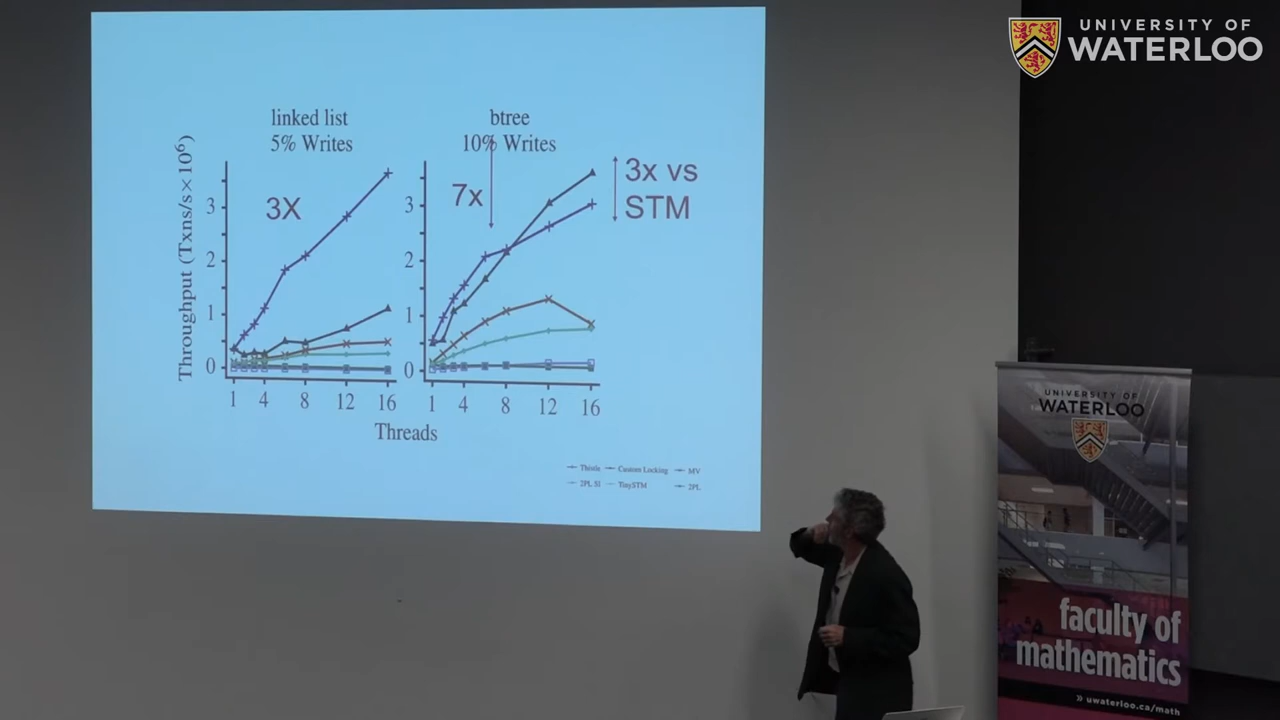 UNIVERSITY OF
WATERLOO
linked list
5% Writes
btree
10% Writes
Throughput (Txns/s×10⁶)
3
2
1
0
3X
1 4 8 12 16
3
2
1
0
7x
3x vs
STM
1 4 8 12 16
Threads
Thistle Custom Locking MV
2PL SI TinySTM 2PL
UNIVERSITY OF
WATERLOO
faculty of
mathematics
» uwaterloo.ca/math